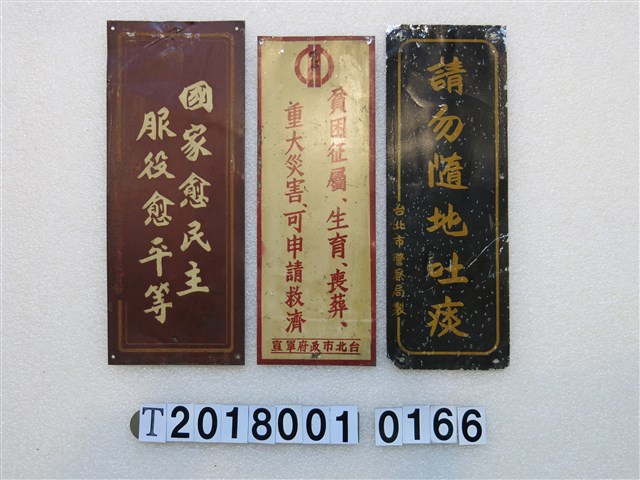 國家愈民主
服役愈平等
貧困征屬、生育、喪葬、
重大災害、可申請救濟
台北市政府軍宣
請勿隨地吐痰
台北市警察局製
T2018001 0166